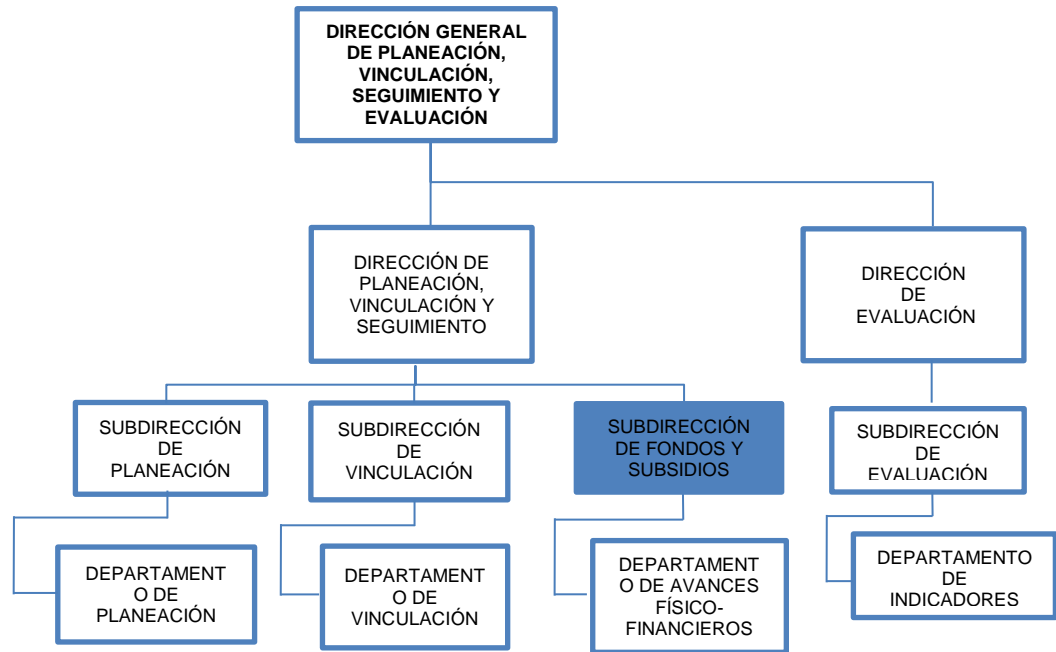 DIRECCIÓN GENERAL
DE PLANEACIÓN,
VINCULACIÓN,
SEGUIMIENTO Y
EVALUACIÓN
DIRECCIÓN DE
PLANEACIÓN,
VINCULACIÓN Y
SEGUIMIENTO
DIRECCIÓN
DE
EVALUACIÓN
SUBDIRECCIÓN
DE
PLANEACIÓN
SUBDIRECCIÓN
DE
VINCULACIÓN
SUBDIRECCIÓN
DE FONDOS Y
SUBSIDIOS
SUBDIRECCIÓN
DE
EVALUACIÓN
DEPARTAMENT
O DE
PLANEACIÓN
DEPARTAMENT
O DE
VINCULACIÓN
DEPARTAMENT
O DE AVANCES
FÍSICO-
FINANCIEROS
DEPARTAMENTO
DE
INDICADORES